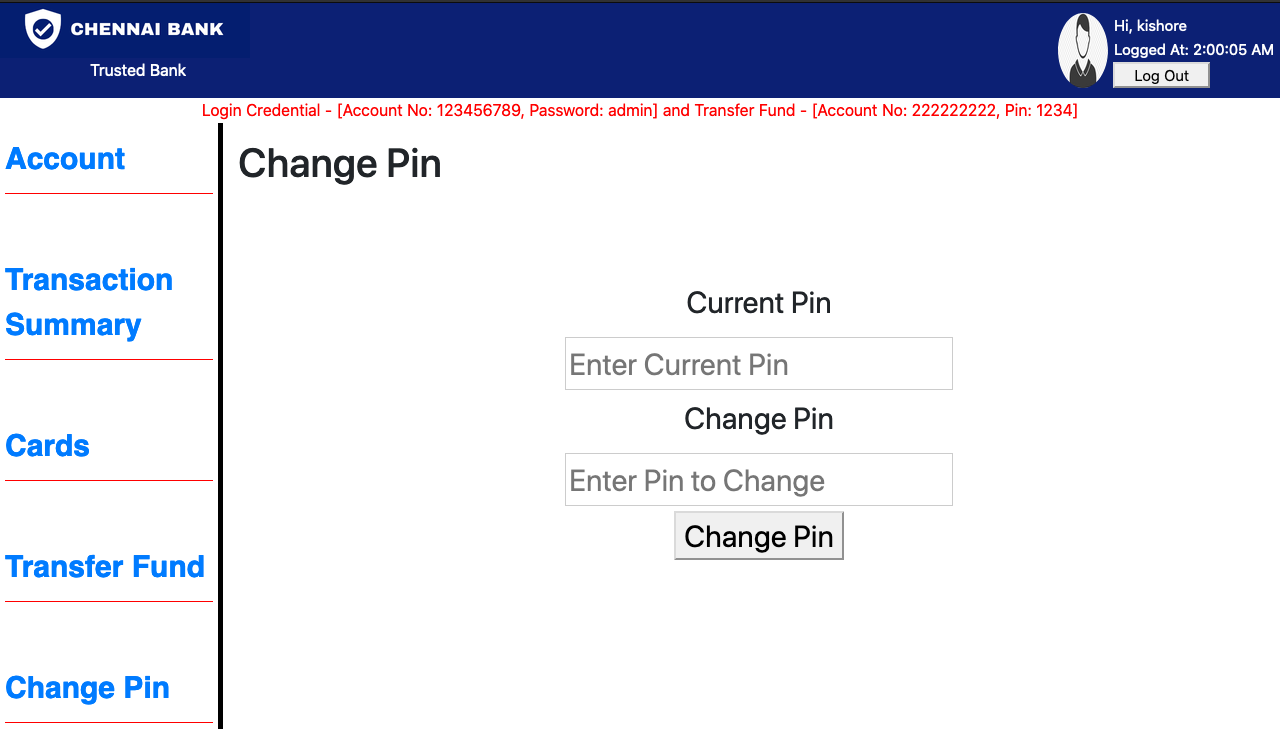 CHENNAI BANK
Trusted Bank
Hi, kishore
Logged At: 2:00:05 AM
Log Out
Login Credential - [Account No: 123456789, Password: admin] and Transfer Fund - [Account No: 222222222, Pin: 1234]
Account
Transaction
Summary
Cards
Transfer Fund
Change Pin
Change Pin
Current Pin
Enter Current Pin
Change Pin
Enter Pin to Change
Change Pin